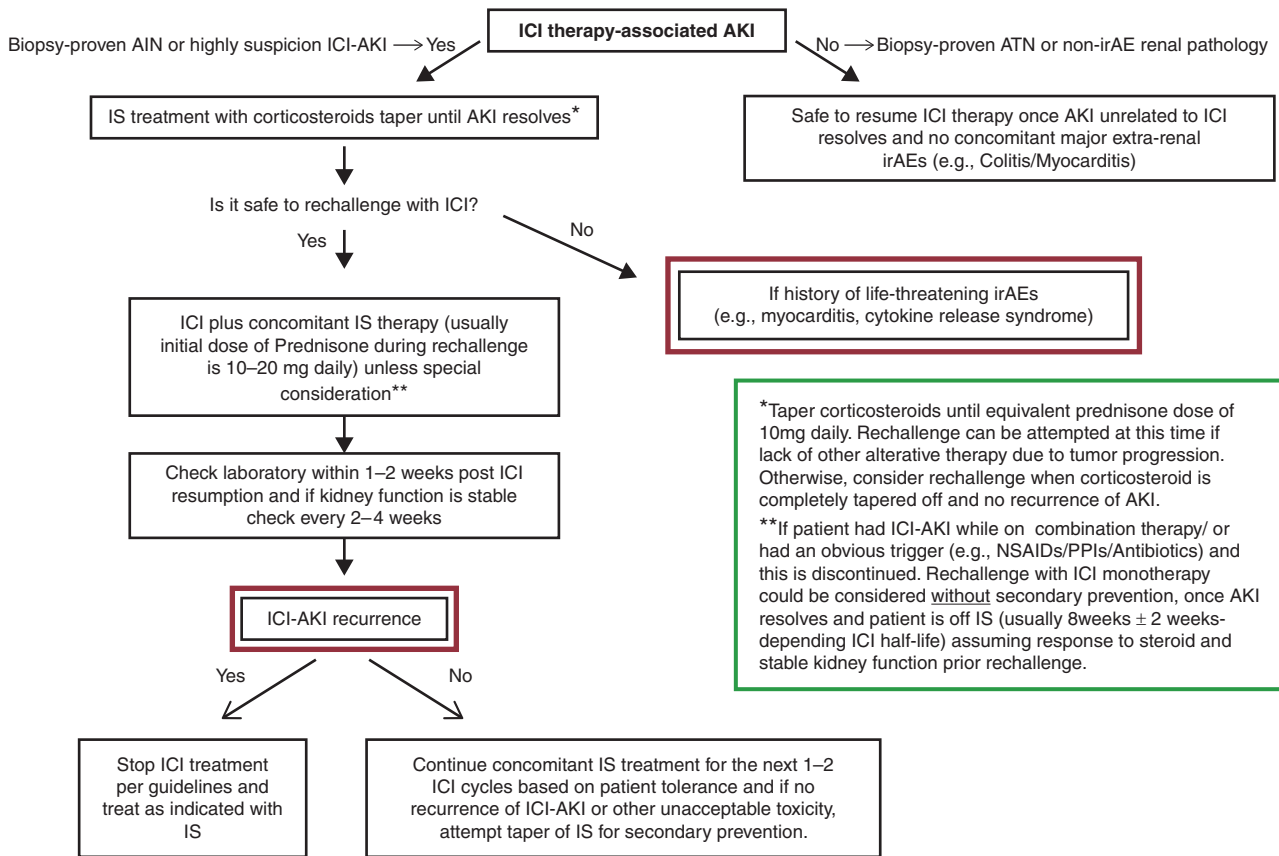 ICI therapy-associated AKI
Biopsy-proven AIN or highly suspicion ICI-AKI → Yes
No → Biopsy-proven ATN or non-irAE renal pathology
IS treatment with corticosteroids taper until AKI resolves*
Safe to resume ICI therapy once AKI unrelated to ICI
resolves and no concomitant major extra-renal
irAEs (e.g., Colitis/Myocarditis)
Is it safe to rechallenge with ICI?
Yes
No
If history of life-threatening irAEs
(e.g., myocarditis, cytokine release syndrome)
ICI plus concomitant IS therapy (usually
initial dose of Prednisone during rechallenge
is 10–20 mg daily) unless special
consideration**
Check laboratory within 1–2 weeks post ICI
resumption and if kidney function is stable
check every 2–4 weeks
*Taper corticosteroids until equivalent prednisone dose of
10mg daily. Rechallenge can be attempted at this time if
lack of other alterative therapy due to tumor progression.
Otherwise, consider rechallenge when corticosteroid is
completely tapered off and no recurrence of AKI.
**If patient had ICI-AKI while on combination therapy/ or
had an obvious trigger (e.g., NSAIDs/PPIs/Antibiotics) and
this is discontinued. Rechallenge with ICI monotherapy
could be considered without secondary prevention, once AKI
resolves and patient is off IS (usually 8weeks ± 2 weeks-
depending ICI half-life) assuming response to steroid and
stable kidney function prior rechallenge.
ICI-AKI recurrence
Yes
No
Stop ICI treatment
per guidelines and
treat as indicated with
IS
Continue concomitant IS treatment for the next 1–2
ICI cycles based on patient tolerance and if no
recurrence of ICI-AKI or other unacceptable toxicity,
attempt taper of IS for secondary prevention.